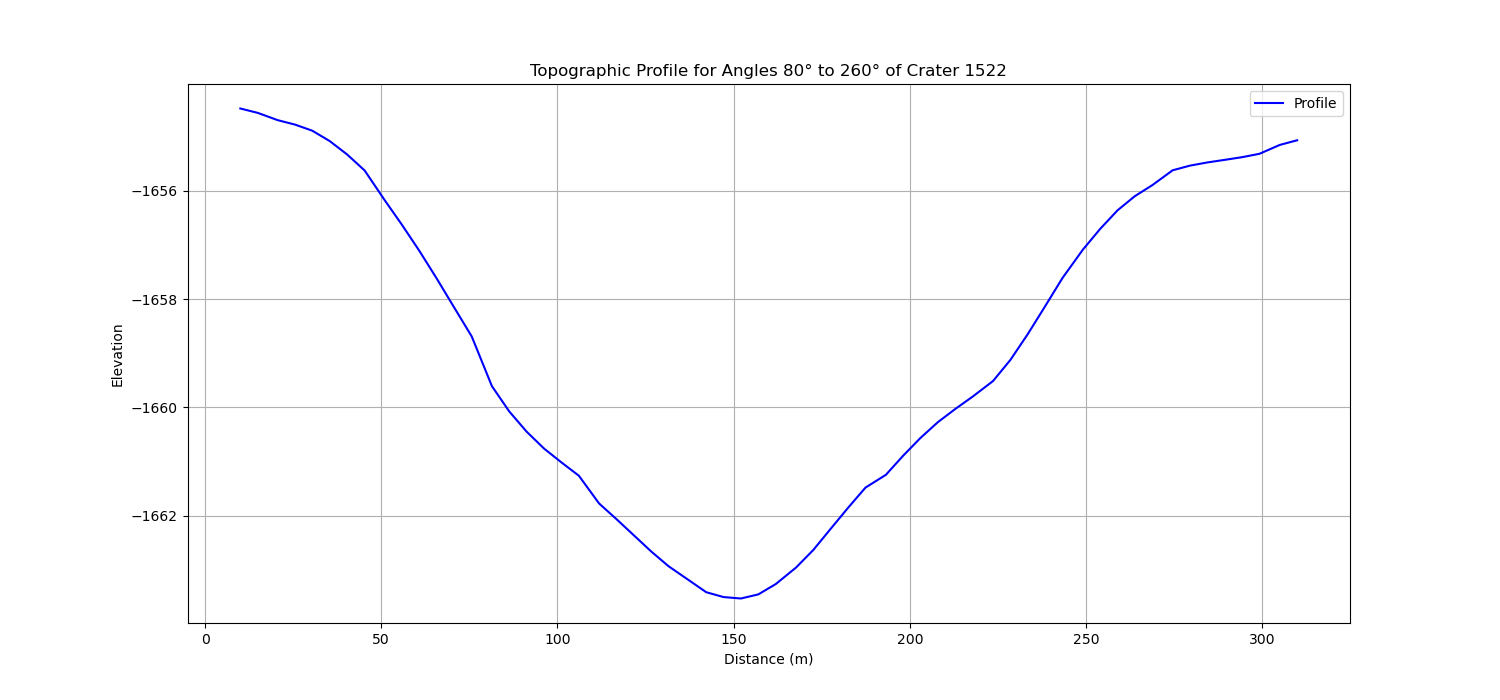 Topographic Profile for Angles 80° to 260° of Crater 1522
Profile
−1656
−1658
−1660
−1662
Elevation
0 50 100 150 200 250 300
Distance (m)